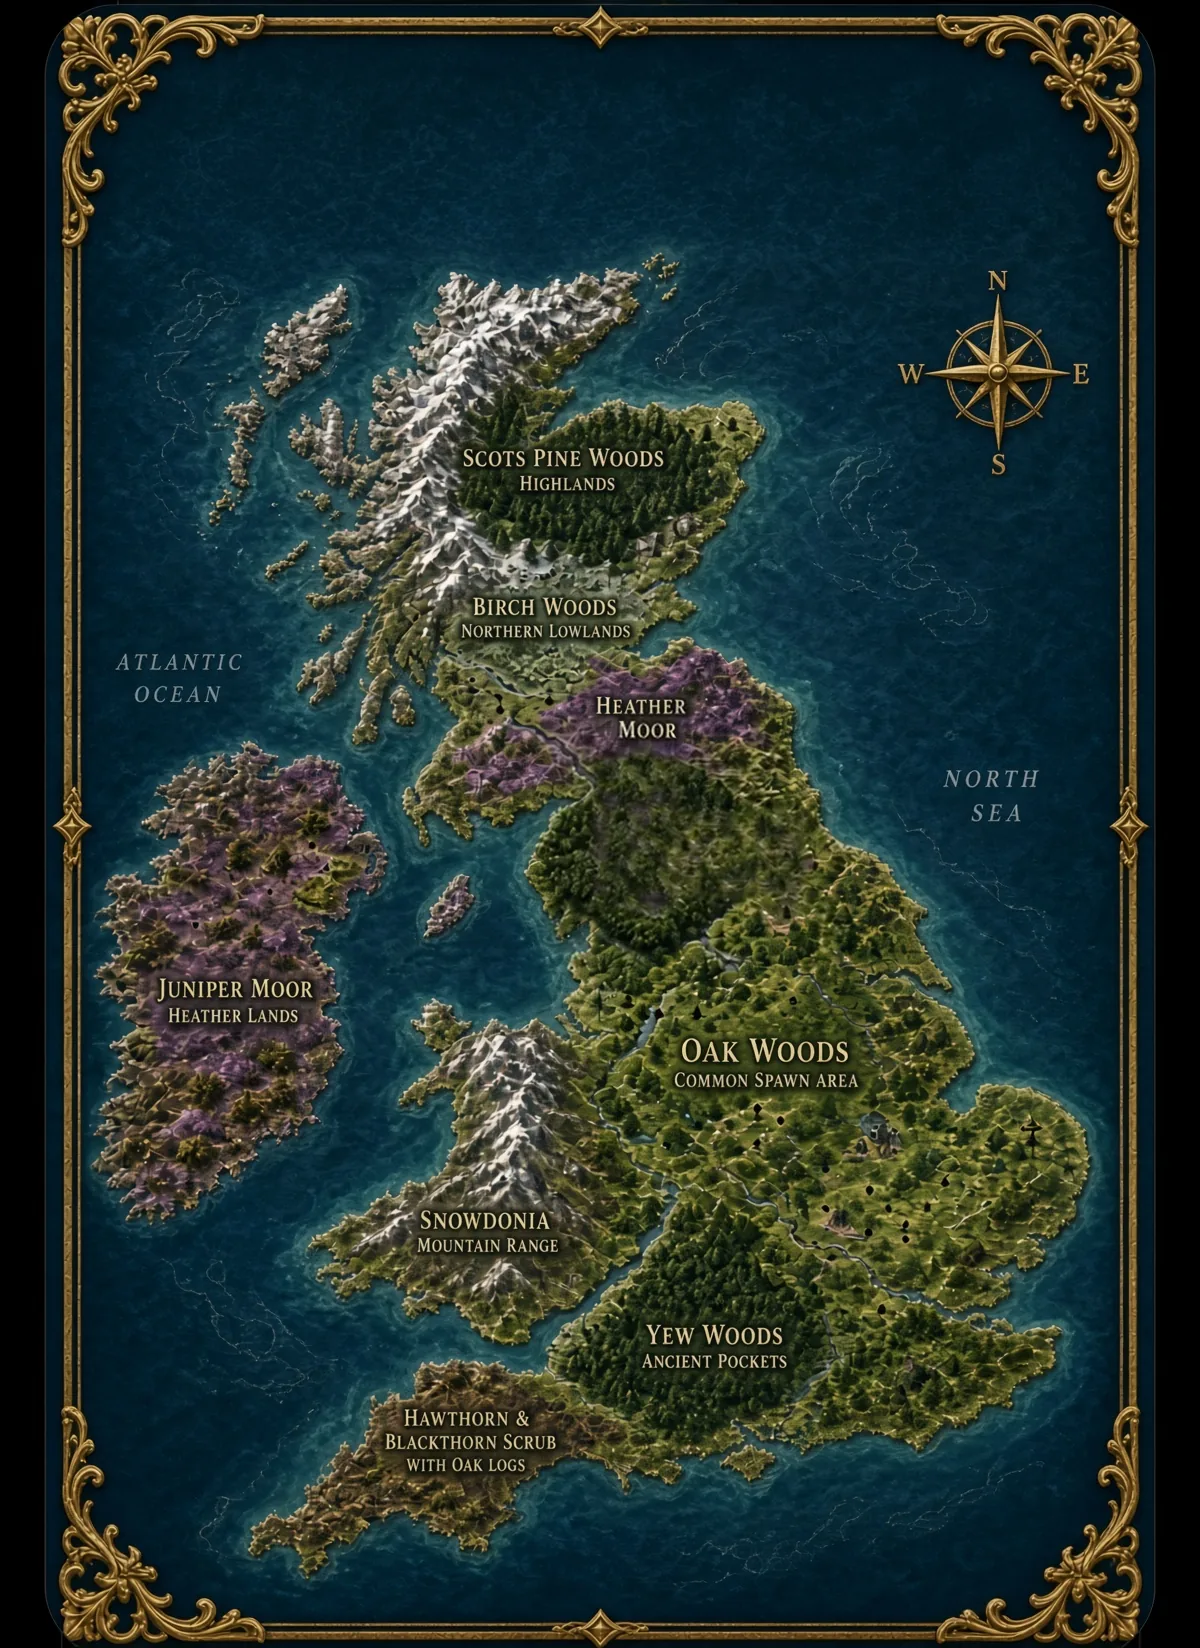 N
W
E
S
SCOTS PINE WOODS
HIGHLANDS
BIRCH WOODS
NORTHERN LOWLANDS
ATLANTIC
OCEAN
HEATHER
MOOR
NORTH
SEA
JUNIPER MOOR
HEATHER LANDS
OAK WOODS
COMMON SPAWN AREA
SNOWDONIA
MOUNTAIN RANGE
YEW WOODS
ANCIENT POCKETS
HAWTHORN &
BLACKTHORN SCRUB
WITH OAK LOGS